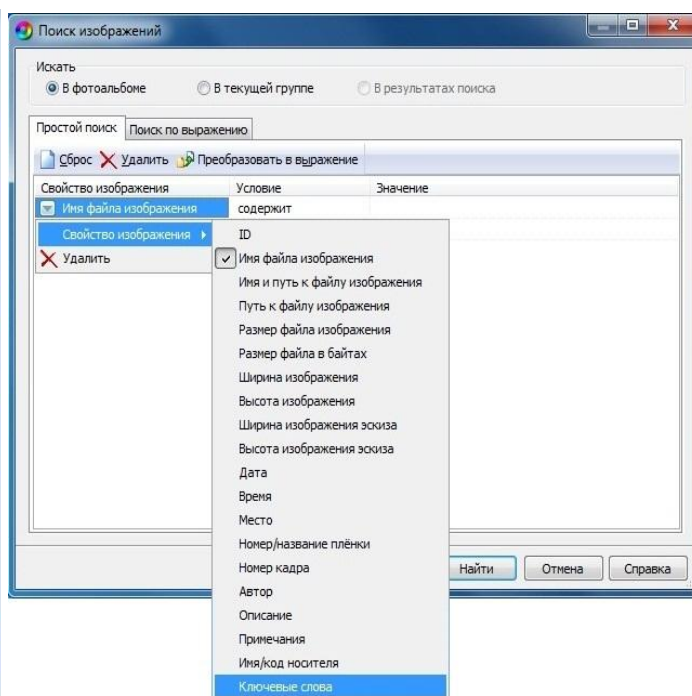 Поиск изображений
Искать
В фотоальбоме В текущей группе В результатах поиска
Простой поиск Поиск по выражению
Сброс Удалить Преобразовать в выражение
Свойство изображения Условие Значение
Имя файла изображения содержит
Свойство изображения
Удалить
ID
Имя файла изображения
Имя и путь к файлу изображения
Путь к файлу изображения
Размер файла изображения
Размер файла в байтах
Ширина изображения
Высота изображения
Ширина изображения эскиза
Высота изображения эскиза
Дата
Время
Место
Номер/название плёнки
Номер кадра
Автор
Описание
Примечания
Имя/код носителя
Ключевые слова
Найти Отмена Справка